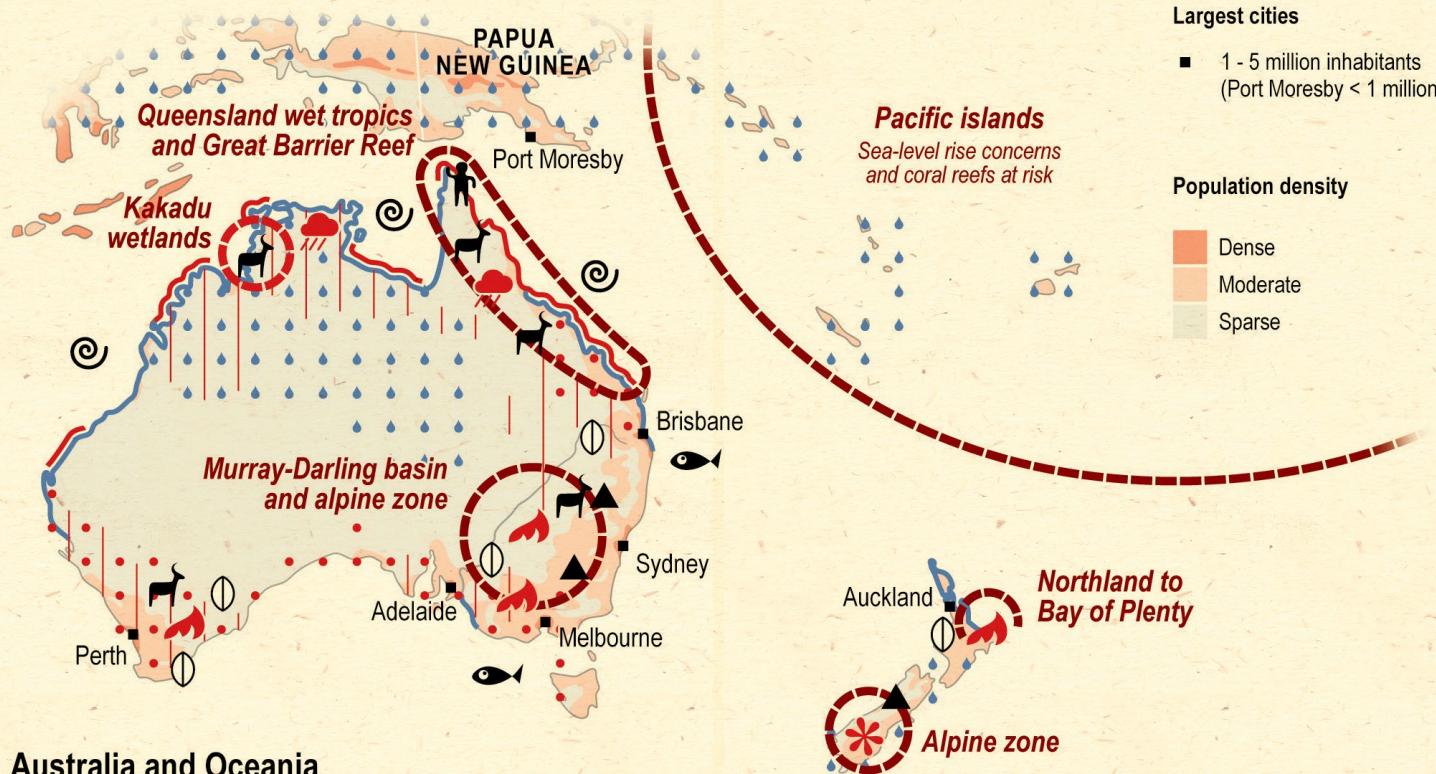 Largest cities
1 - 5 million inhabitants
(Port Moresby < 1 million
PAPUA
NEW GUINEA
Queensland wet tropics
and Great Barrier Reef
Port Moresby
Pacific islands
Sea-level rise concerns
and coral reefs at risk
Population density
Dense
Moderate
Sparse
Kakadu
wetlands
Brisbane
Murray-Darling basin
and alpine zone
Sydney
Adelaide
Melbourne
Perth
Auckland
Northland to
Bay of Plenty
Alpine zone
Australia and Oceania